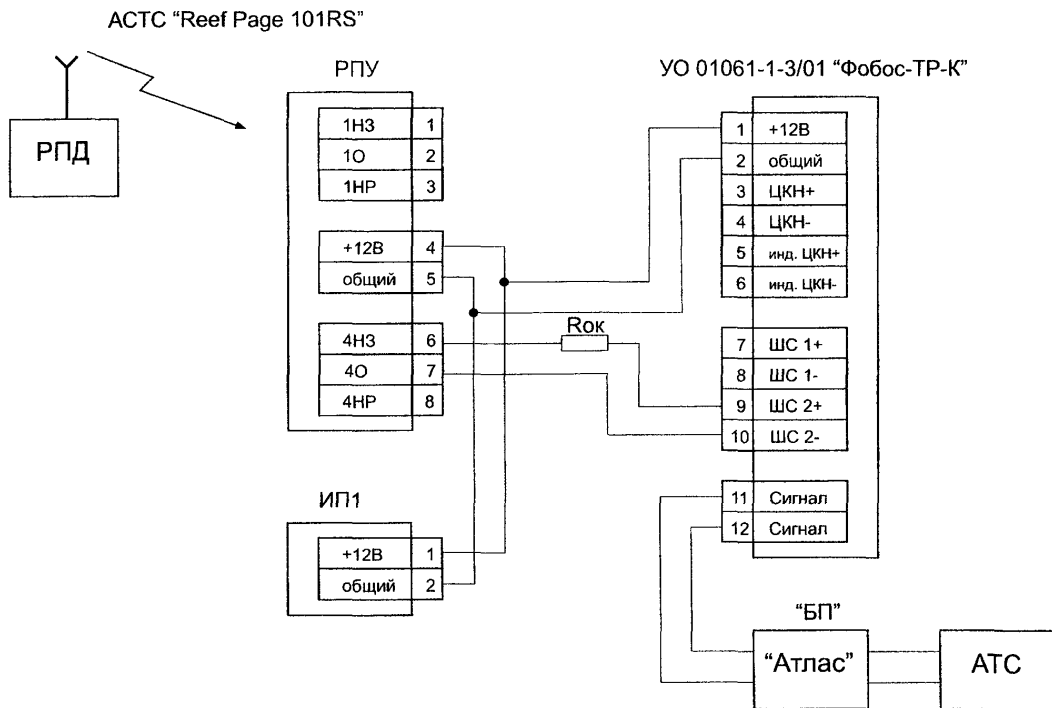 АСТС “Reef Page 101RS”
РПД
РПУ
1НЗ 1
1О 2
1НР 3
+12В 4
общий 5
4НЗ 6
4О 7
4НР 8
Rок
ИП1
+12В 1
общий 2
УО 01061-1-3/01 “Фобос-ТР-К”
1 +12В
2 общий
3 ЦКН+
4 ЦКН-
5 инд. ЦКН+
6 инд. ЦКН-
7 ШС 1+
8 ШС 1-
9 ШС 2+
10 ШС 2-
11 Сигнал
12 Сигнал
“БП”
“Атлас”
АТС